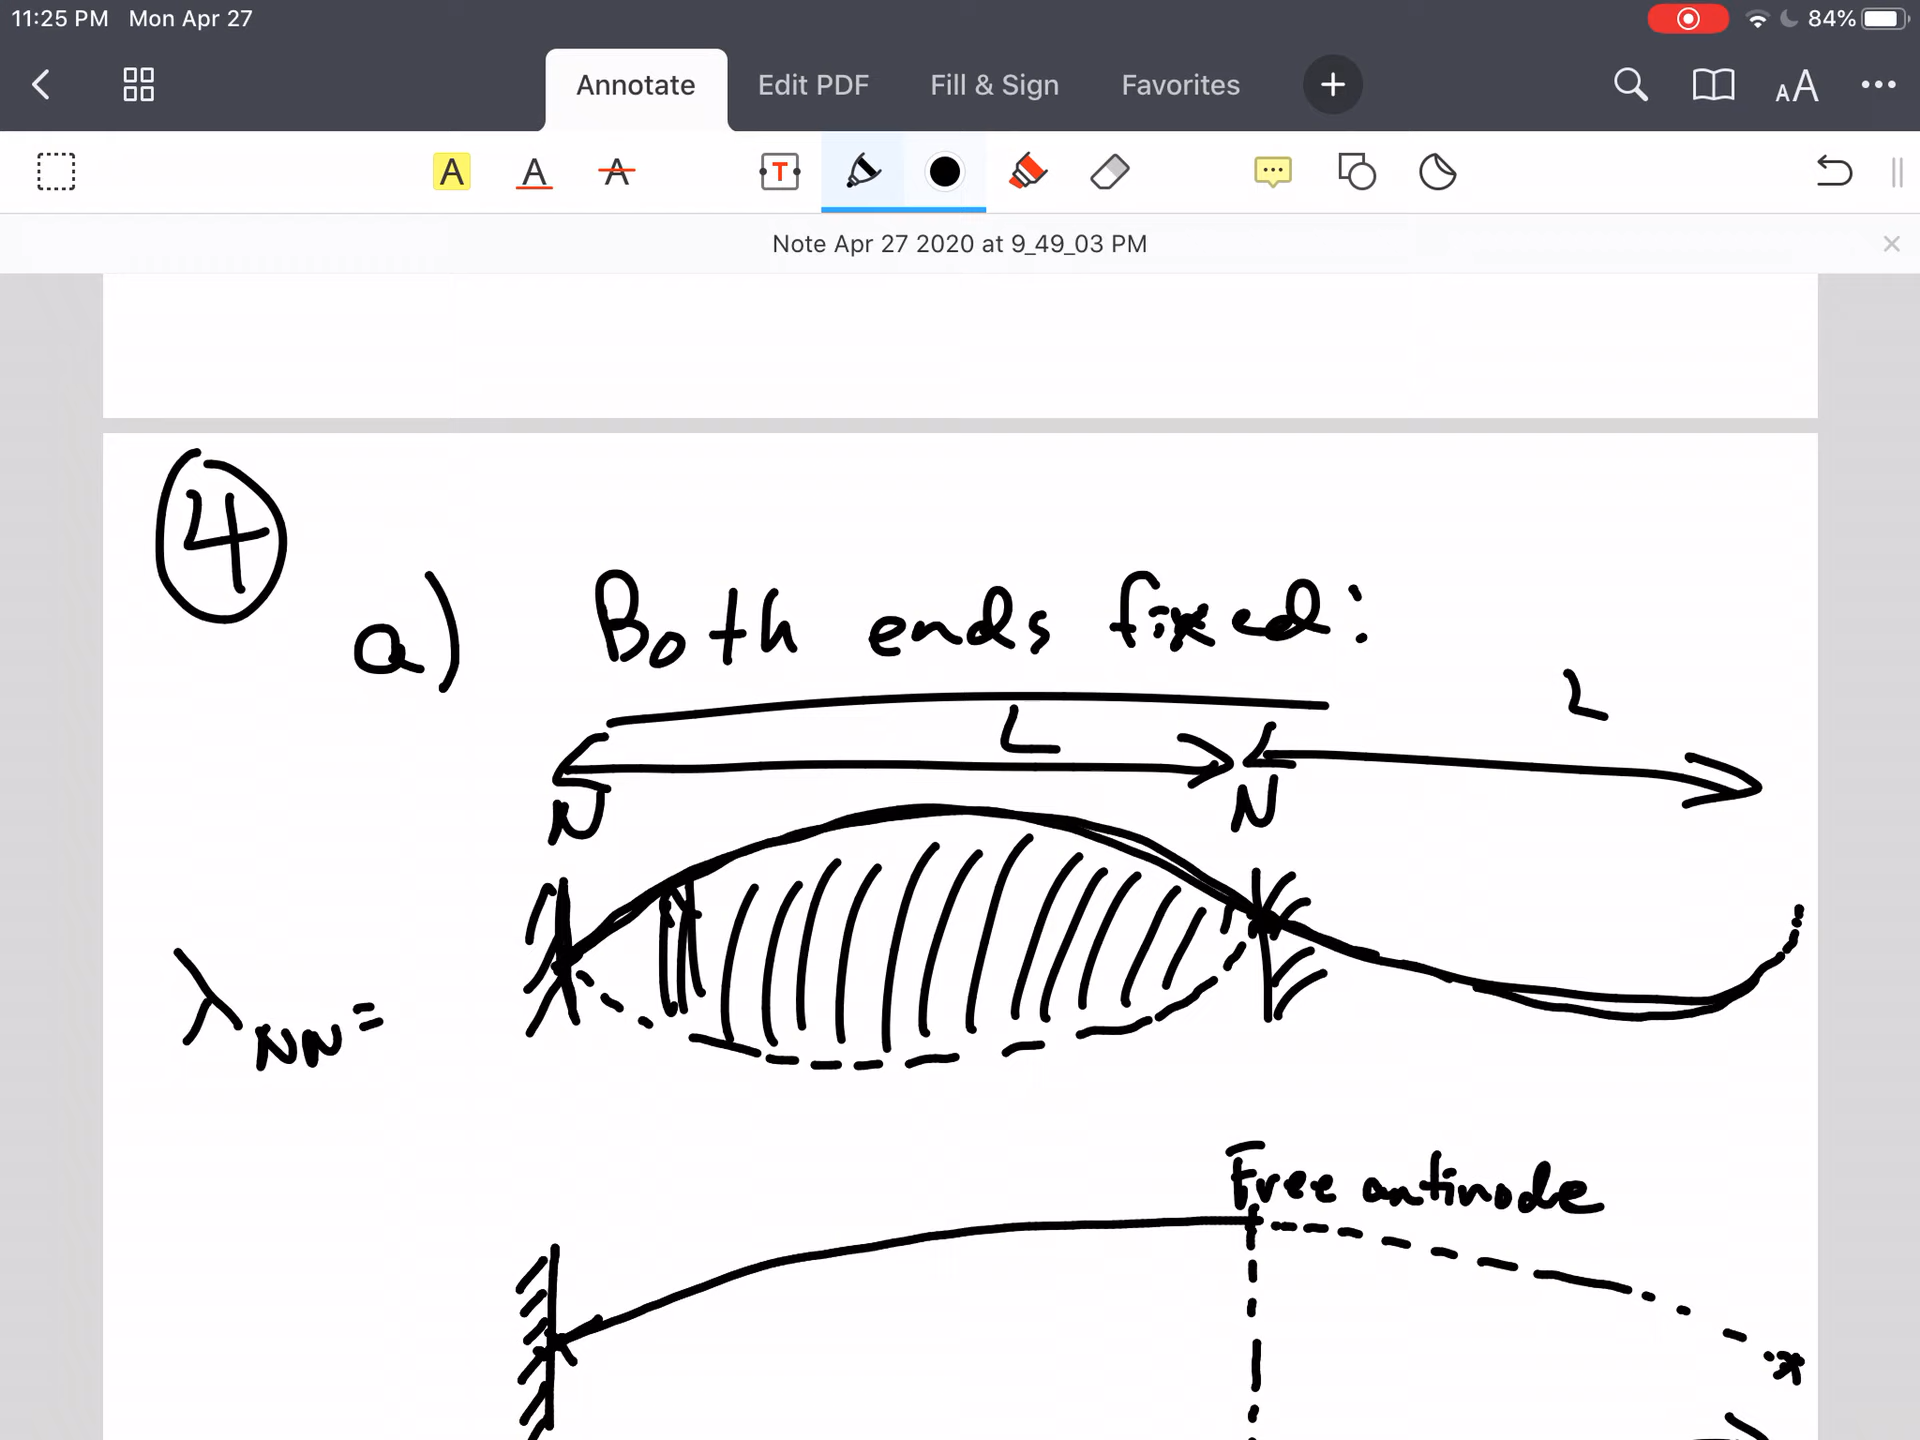 11:25 PM Mon Apr 27 84%
Annotate Edit PDF Fill & Sign Favorites
A A A T
AA
Note Apr 27 2020 at 9_49_03 PM
4
a) Both ends fixed:
L L
N N
λNN =
Free antinode